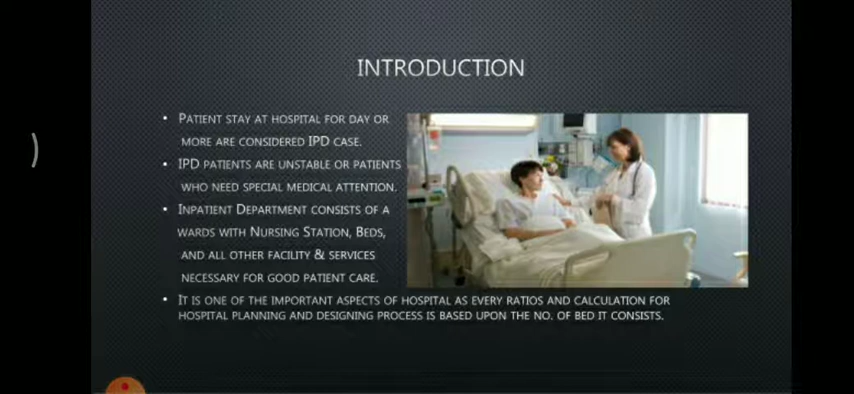 INTRODUCTION
• PATIENT STAY AT HOSPITAL FOR DAY OR
MORE ARE CONSIDERED IPD CASE.
• IPD PATIENTS ARE UNSTABLE OR PATIENTS
WHO NEED SPECIAL MEDICAL ATTENTION.
• INPATIENT DEPARTMENT CONSISTS OF A
WARDS WITH NURSING STATION, BEDS,
AND ALL OTHER FACILITY & SERVICES
NECESSARY FOR GOOD PATIENT CARE.
• IT IS ONE OF THE IMPORTANT ASPECTS OF HOSPITAL AS EVERY RATIOS AND CALCULATION FOR
HOSPITAL PLANNING AND DESIGNING PROCESS IS BASED UPON THE NO. OF BED IT CONSISTS.